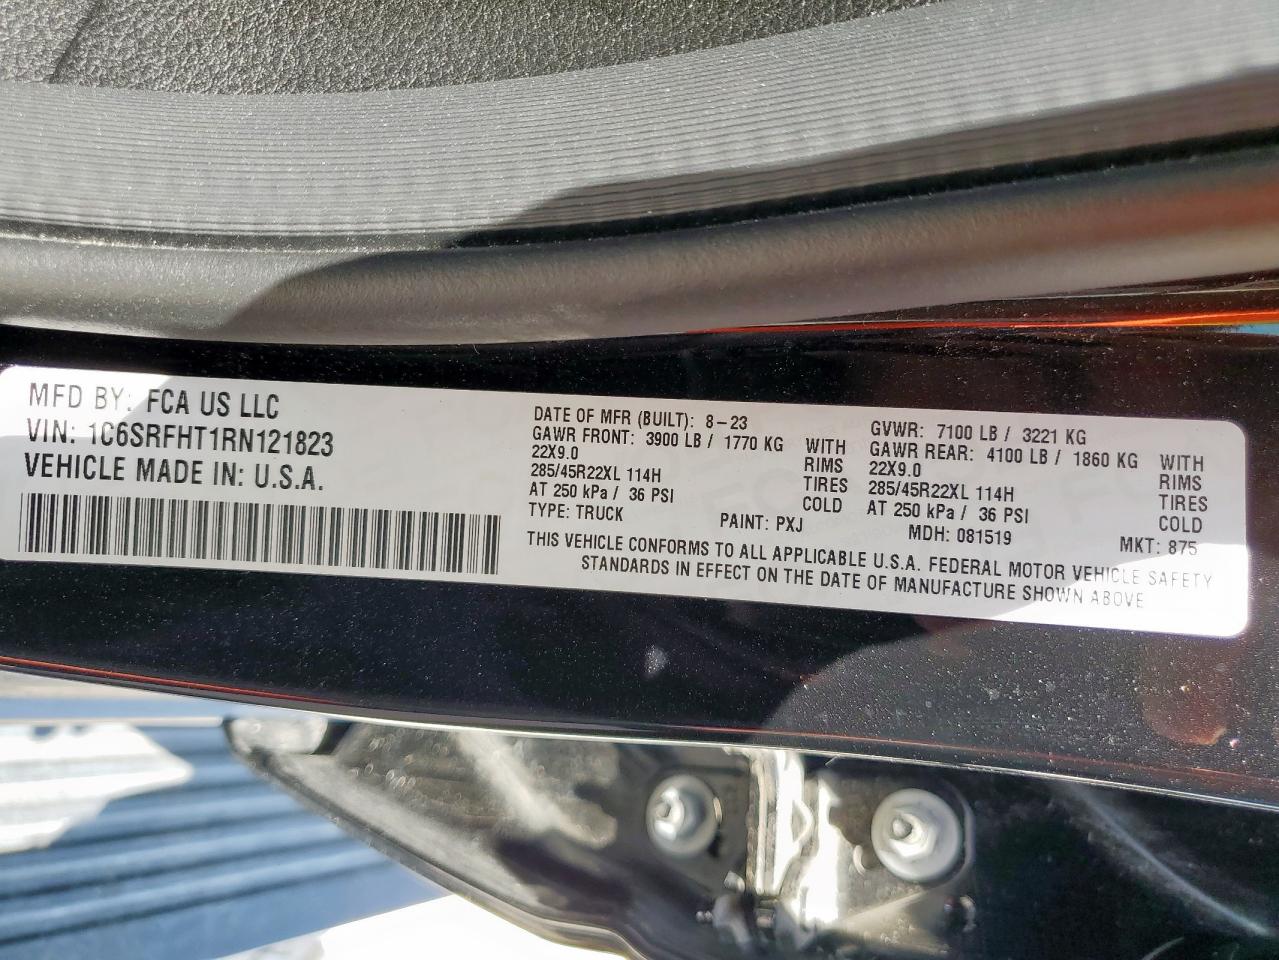 MFD BY: FCA US LLC
VIN: 1C6SRFHT1RN121823
VEHICLE MADE IN: U.S.A.
DATE OF MFR (BUILT): 8-23
GAWR FRONT: 3900 LB / 1770 KG WITH
22X9.0 RIMS
285/45R22XL 114H TIRES
AT 250 kPa / 36 PSI COLD
TYPE: TRUCK PAINT: PXJ
GVWR: 7100 LB / 3221 KG
GAWR REAR: 4100 LB / 1860 KG WITH
22X9.0 RIMS
285/45R22XL 114H TIRES
AT 250 kPa / 36 PSI COLD
MDH: 081519 MKT: 875
THIS VEHICLE CONFORMS TO ALL APPLICABLE U.S.A. FEDERAL MOTOR VEHICLE SAFETY
STANDARDS IN EFFECT ON THE DATE OF MANUFACTURE SHOWN ABOVE